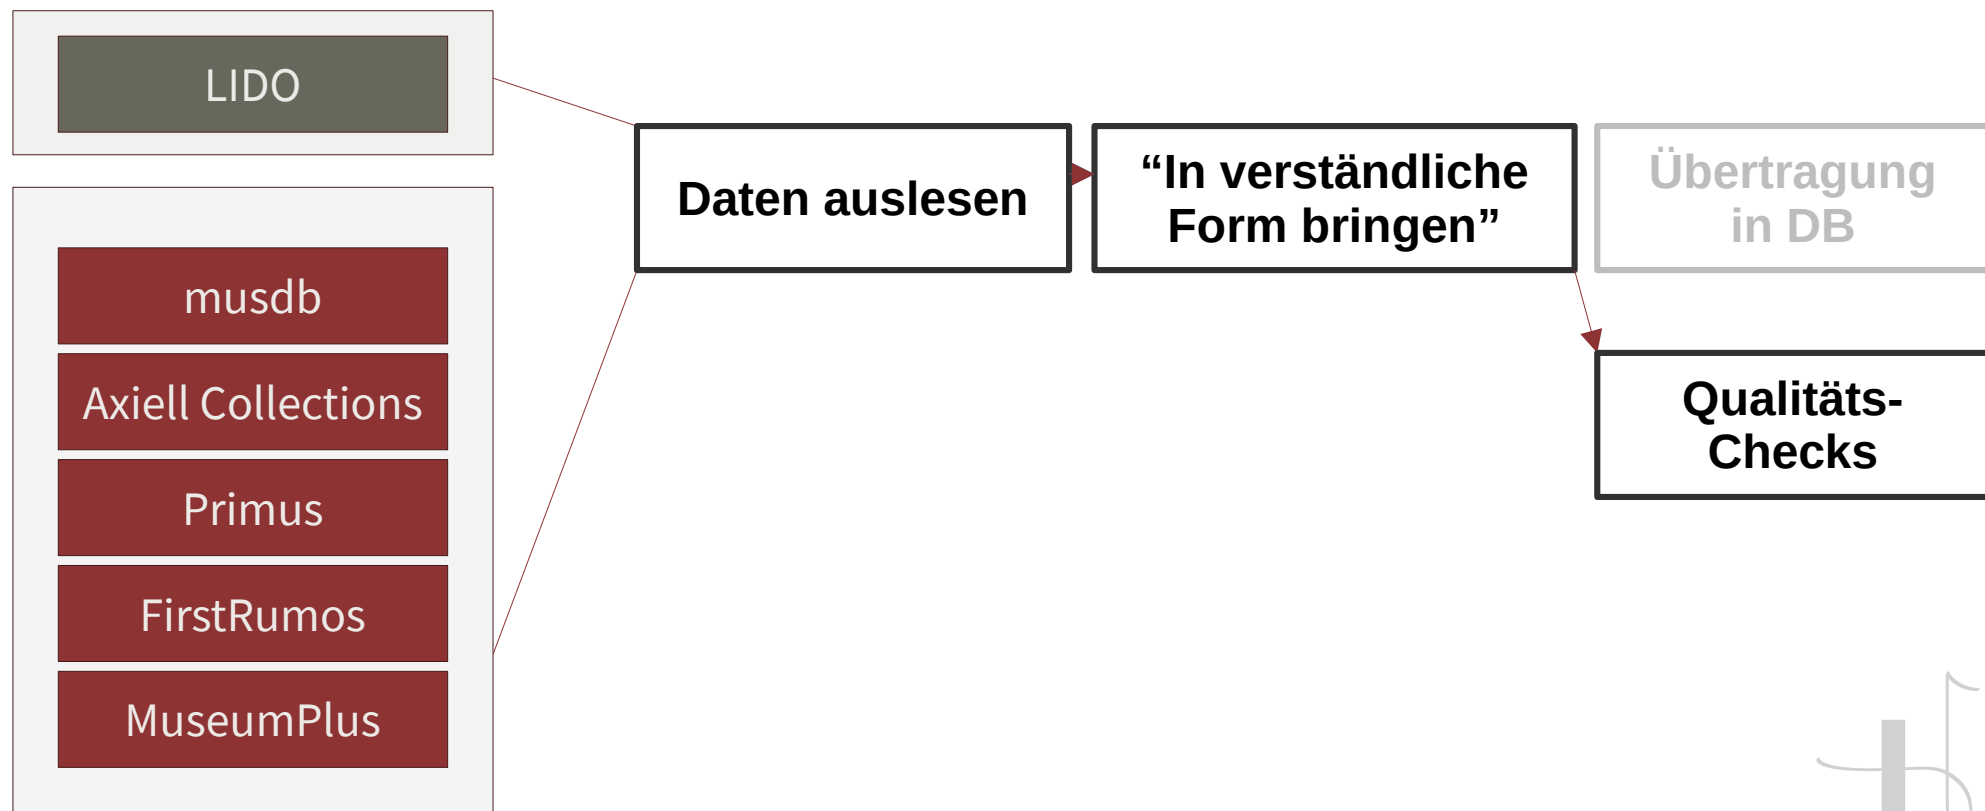 LIDO
musdb
Axiell Collections
Primus
FirstRumos
MuseumPlus
Daten auslesen
“In verständliche
Form bringen”
Übertragung
in DB
Qualitäts-
Checks